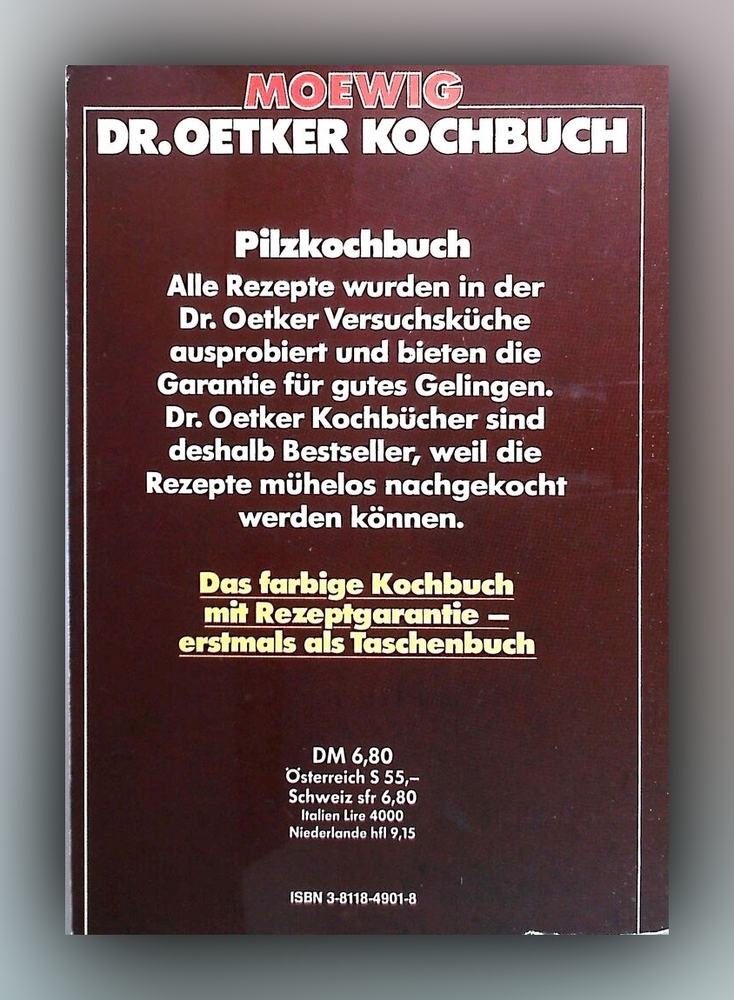 MOEWIG
DR. OETKER KOCHBUCH
Pilzkochbuch
Alle Rezepte wurden in der
Dr. Oetker Versuchsküche
ausprobiert und bieten die
Garantie für gutes Gelingen.
Dr. Oetker Kochbücher sind
deshalb Bestseller, weil die
Rezepte mühelos nachgekocht
werden können.
Das farbige Kochbuch
mit Rezeptgarantie –
erstmals als Taschenbuch
DM 6,80
Österreich S 55,–
Schweiz sfr 6,80
Italien Lire 4000
Niederlande hfl 9,15
ISBN 3-8118-4901-8